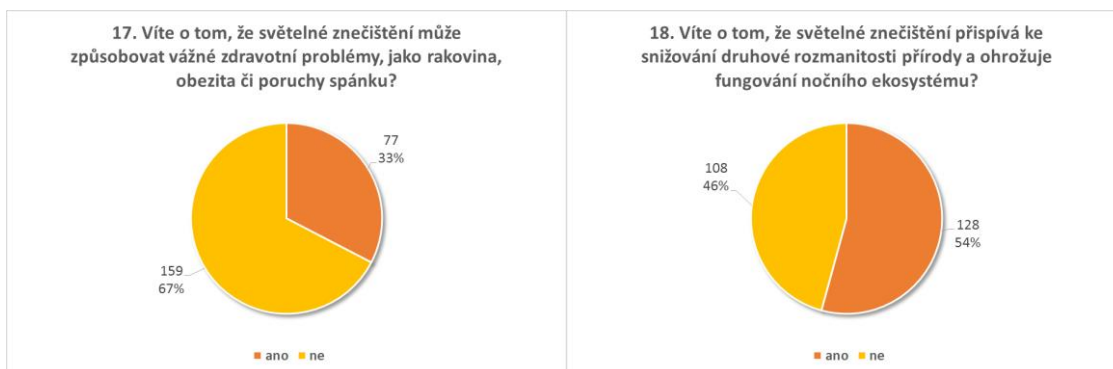 17. Víte o tom, že světelné znečištění může
způsobovat vážné zdravotní problémy, jako rakovina,
obezita či poruchy spánku?
77
33%
159
67%
ano ne
18. Víte o tom, že světelné znečištění přispívá ke
snižování druhové rozmanitosti přírody a ohrožuje
fungování nočního ekosystému?
108
46%
128
54%
ano ne